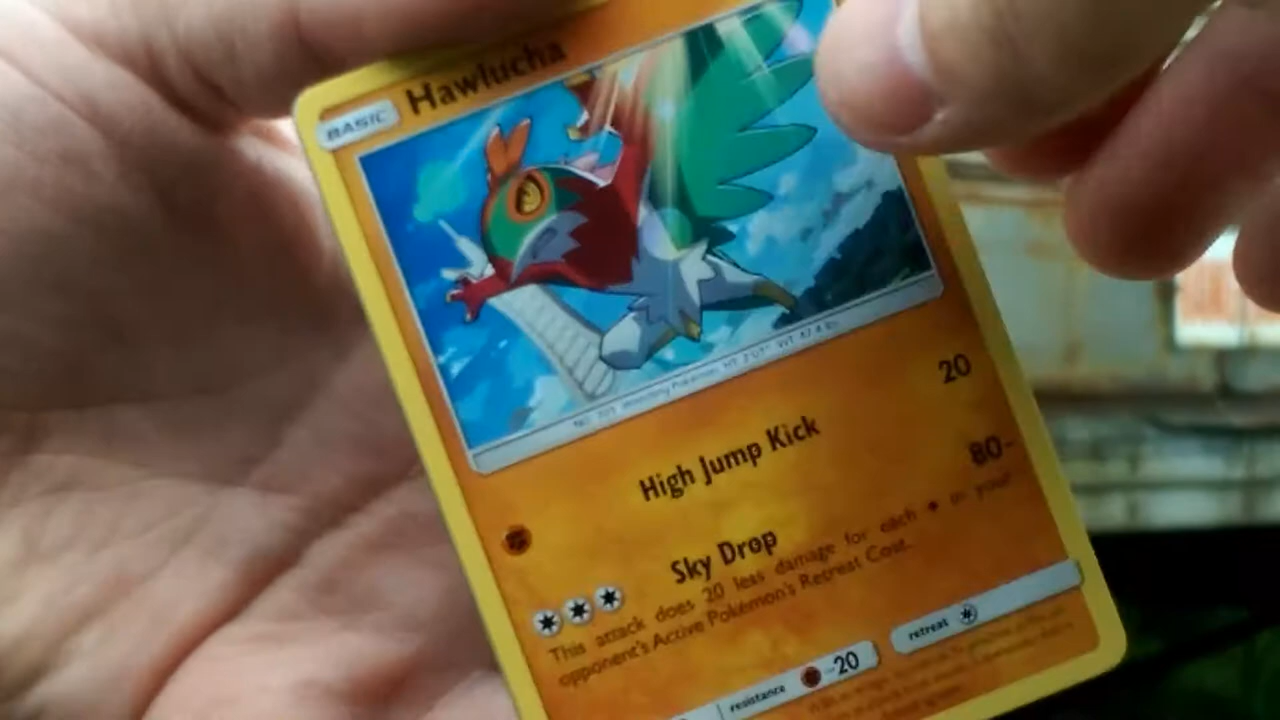 Hawlucha
BASIC
High Jump Kick 20
Sky Drop 80-
This attack does 20 less damage for each in your
opponent's Active Pokémon's Retreat Cost.
resistance -20
retreat